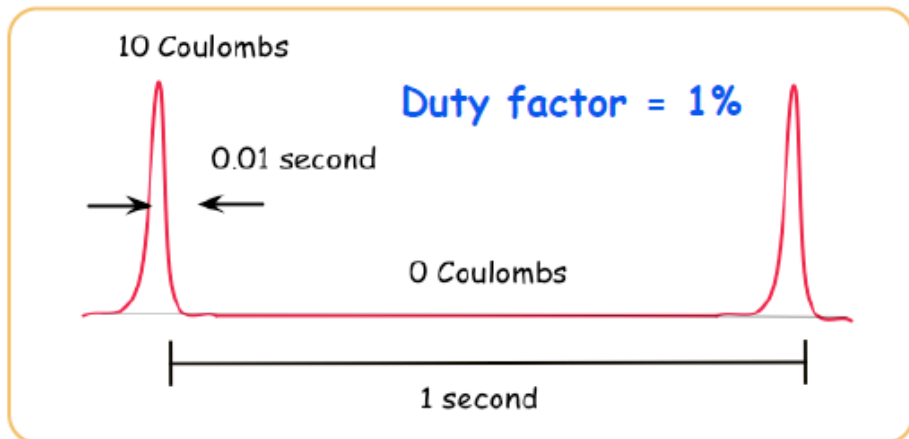 10 Coulombs
Duty factor = 1%
0.01 second
0 Coulombs
1 second